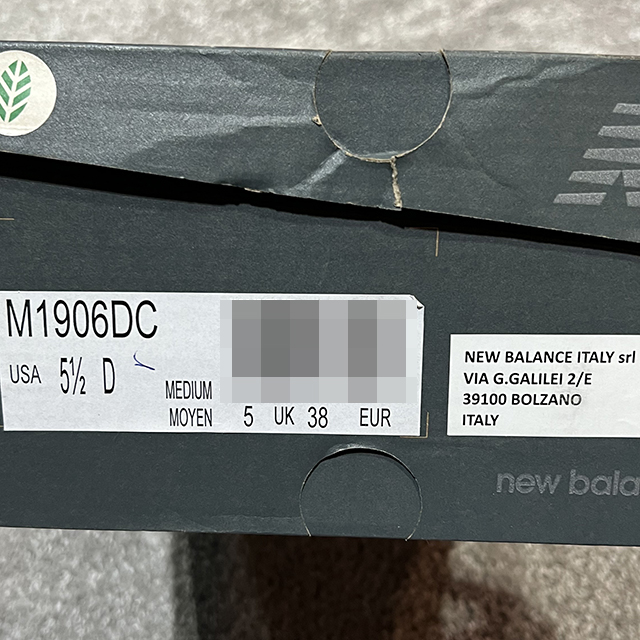 M1906DC
USA 5½ D
MEDIUM
MOYEN 5 UK 38 EUR
NEW BALANCE ITALY srl
VIA G.GALILEI 2/E
39100 BOLZANO
ITALY
new bala